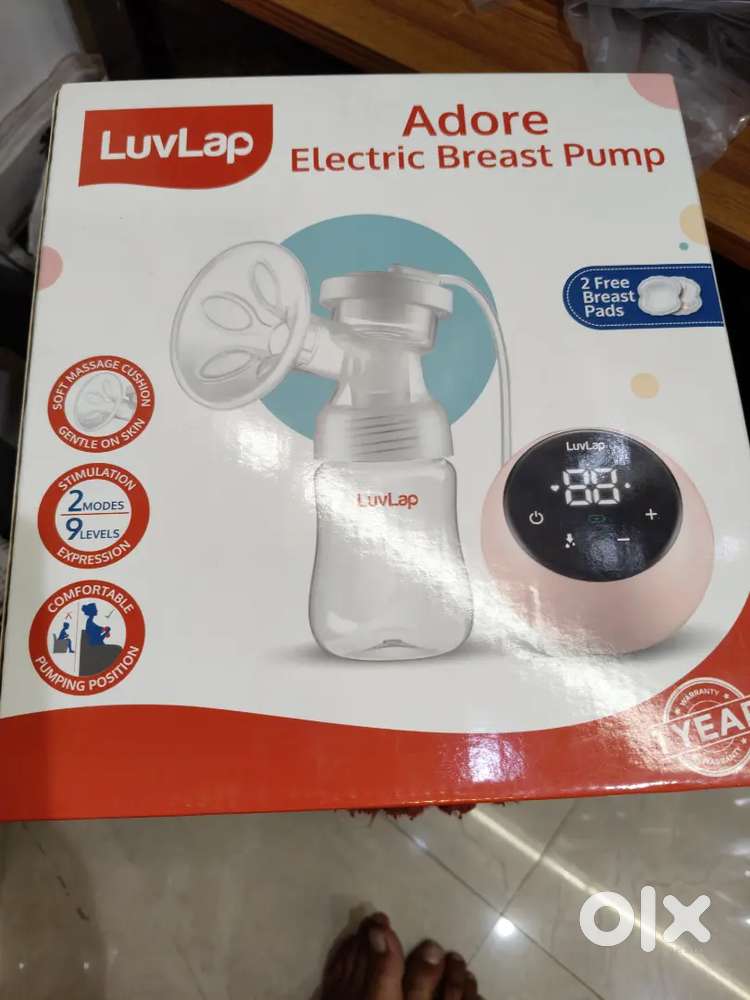 LuvLap
Adore
Electric Breast Pump
2 Free
Breast
Pads
SOFT MASSAGE CUSHION
GENTLE ON SKIN
STIMULATION
2 MODES
9 LEVELS
EXPRESSION
COMFORTABLE
PUMPING POSITION
LuvLap
LuvLap
88
WARRANTY
1 YEAR
WARRANTY
olx